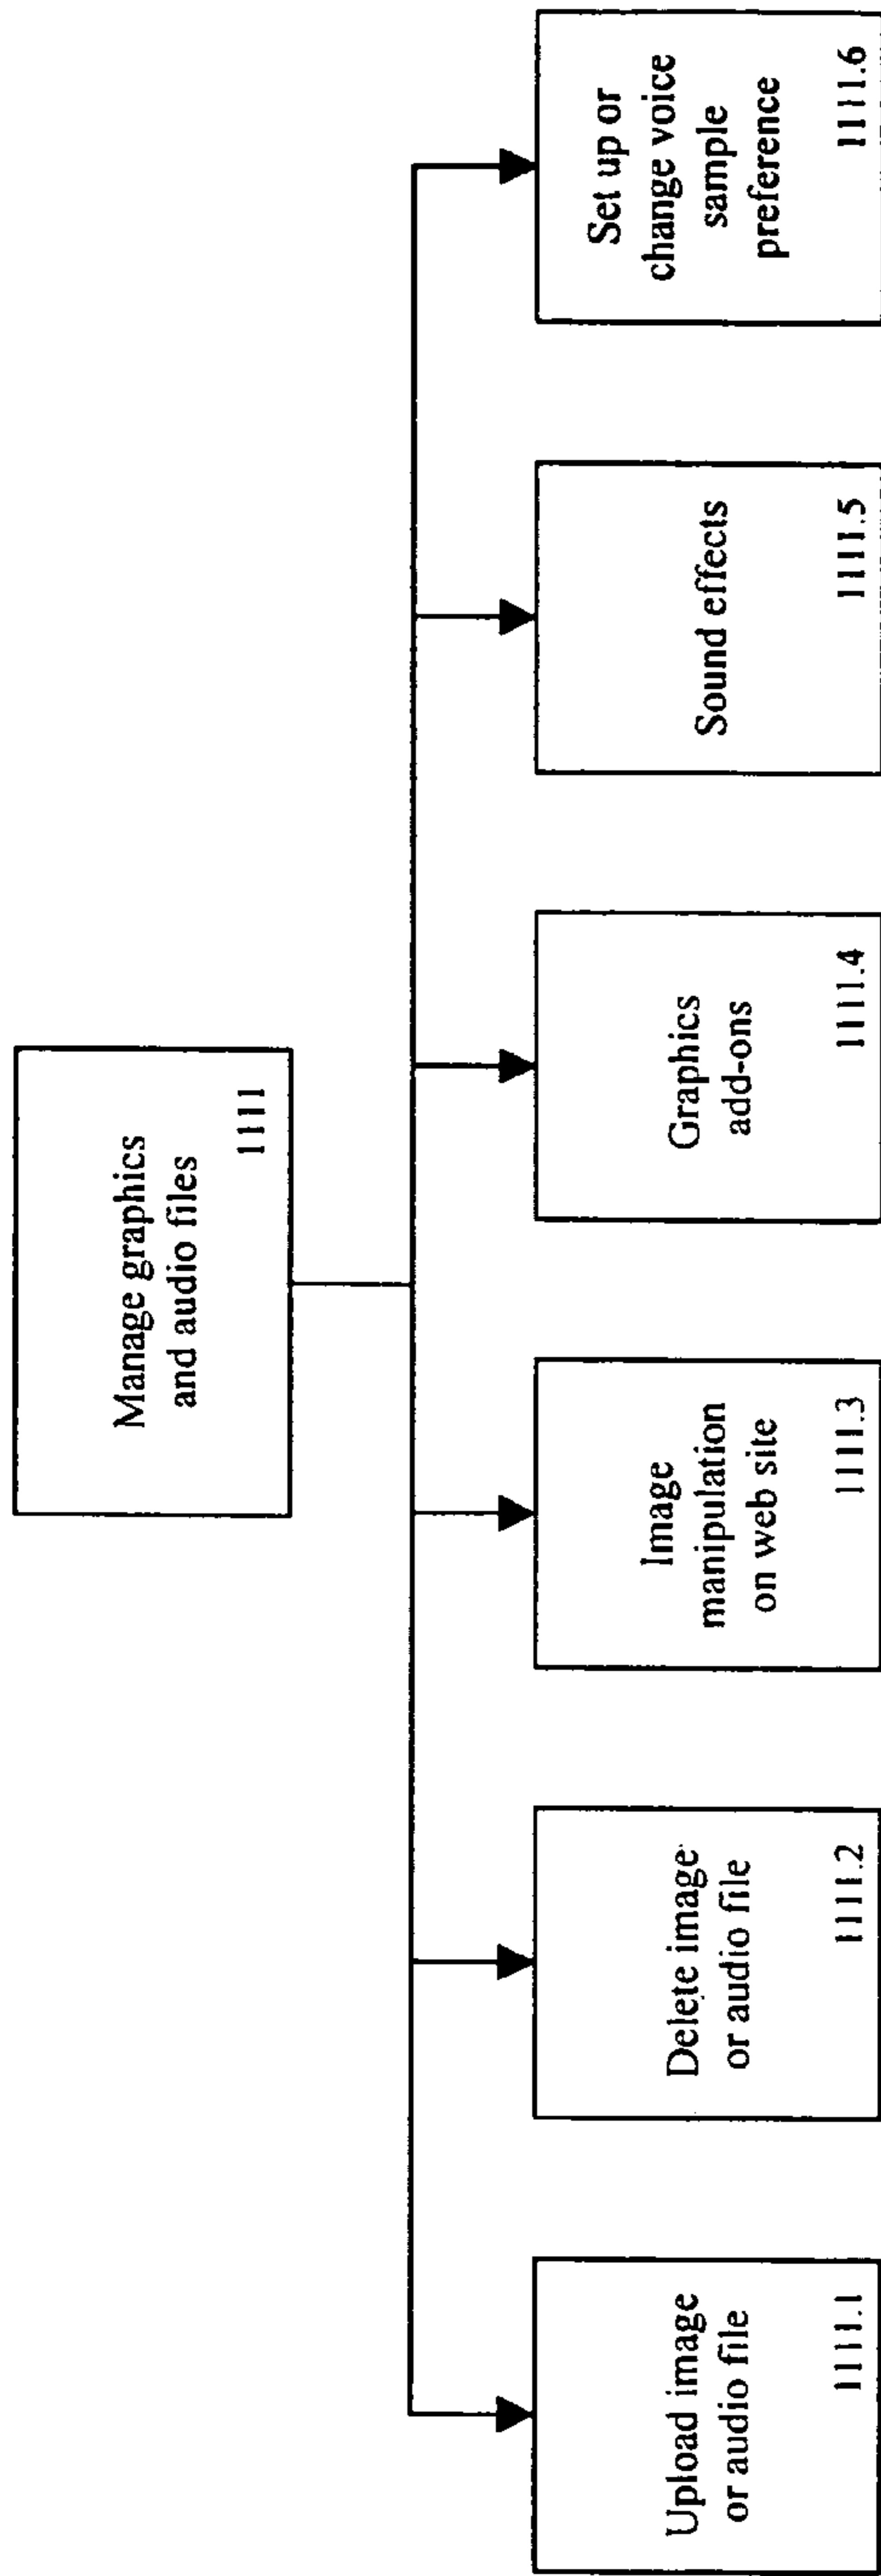 Manage graphics
and audio files
1111
Upload image
or audio file
1111.1
Delete image
or audio file
1111.2
Image
manipulation
on web site
1111.3
Graphics
add-ons
1111.4
Sound effects
1111.5
Set up or
change voice
sample
preference
1111.6